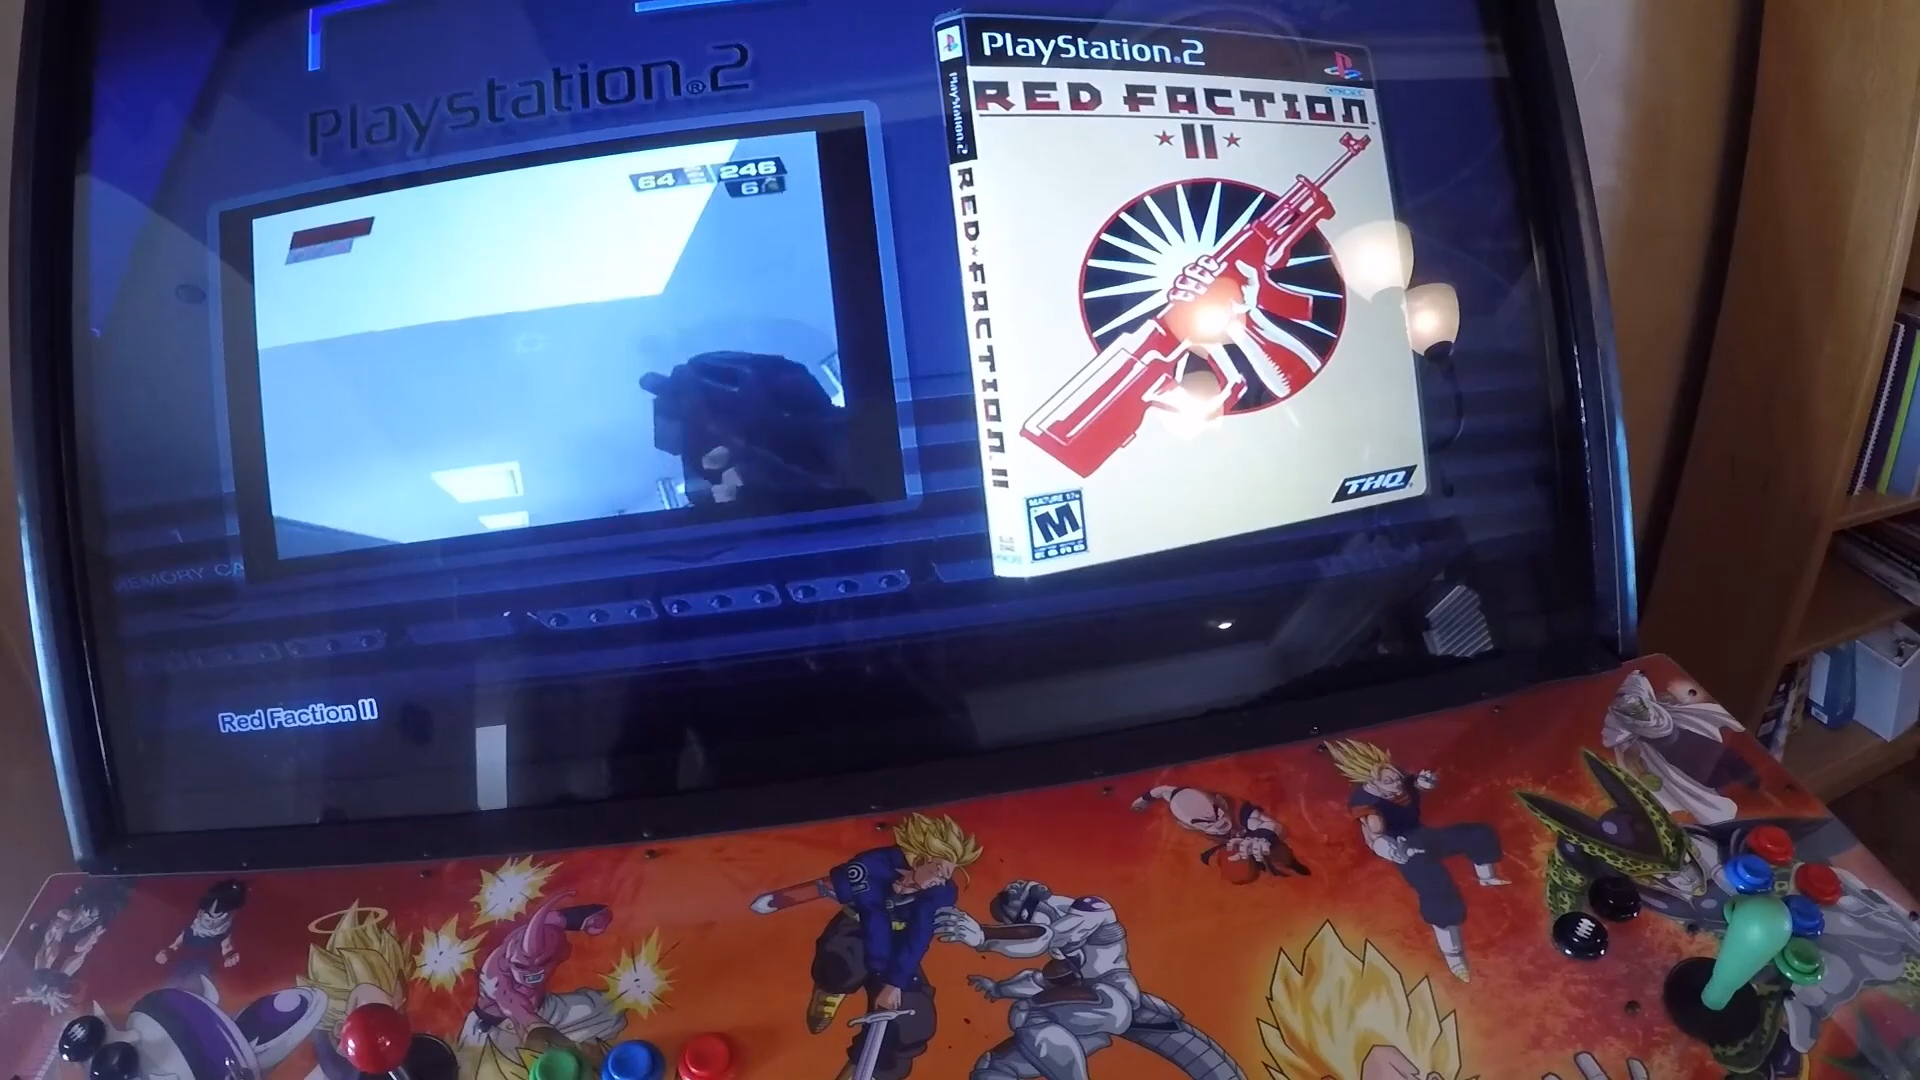 Playstation®2
64 246
6
MEMORY CA
Red Faction II
PlayStation.2
PlayStation.2
RED FACTION
II
RED FACTION II
MATURE 17+
M
ESRB
THQ